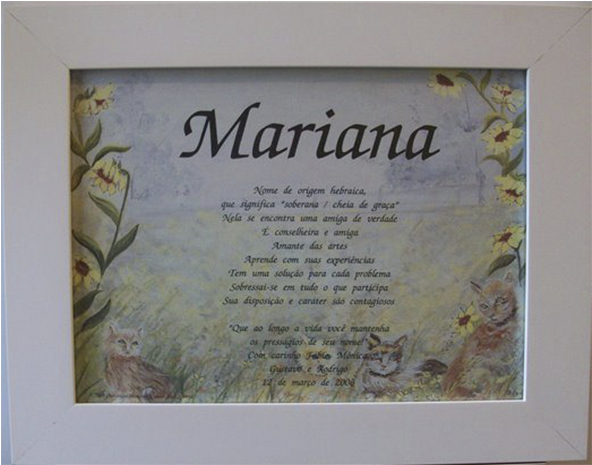 Mariana
Nome de origem hebraica,
que significa "soberana / cheia de graça"
Nela se encontra uma amiga de verdade
É conselheira e amiga
Amante das artes
Aprende com suas experiências
Tem uma solução para cada problema
Sobressai-se em tudo o que participa
Sua disposição e caráter são contagiosos
"Que ao longo a vida você mantenha
os presságios de seu nome!
Com carinho Fabio, Mônica,
Gustavo e Rodrigo
12 de março de 2006